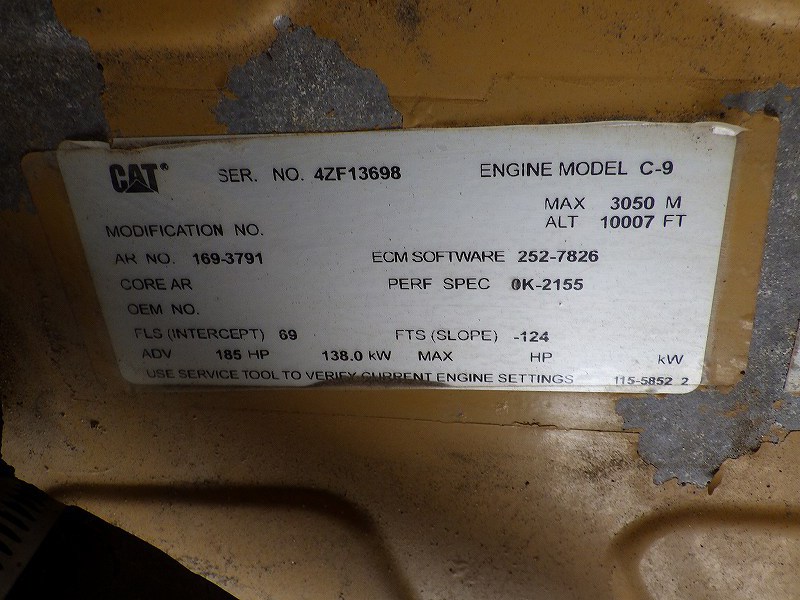 CAT® SER. NO. 4ZF13698 ENGINE MODEL C-9
MAX 3050 M
ALT 10007 FT
MODIFICATION NO.
AR NO. 169-3791 ECM SOFTWARE 252-7826
CORE AR PERF SPEC 0K-2155
OEM NO.
FLS (INTERCEPT) 69 FTS (SLOPE) -124
ADV 185 HP 138.0 kW MAX HP kW
USE SERVICE TOOL TO VERIFY CURRENT ENGINE SETTINGS 115-5852 2